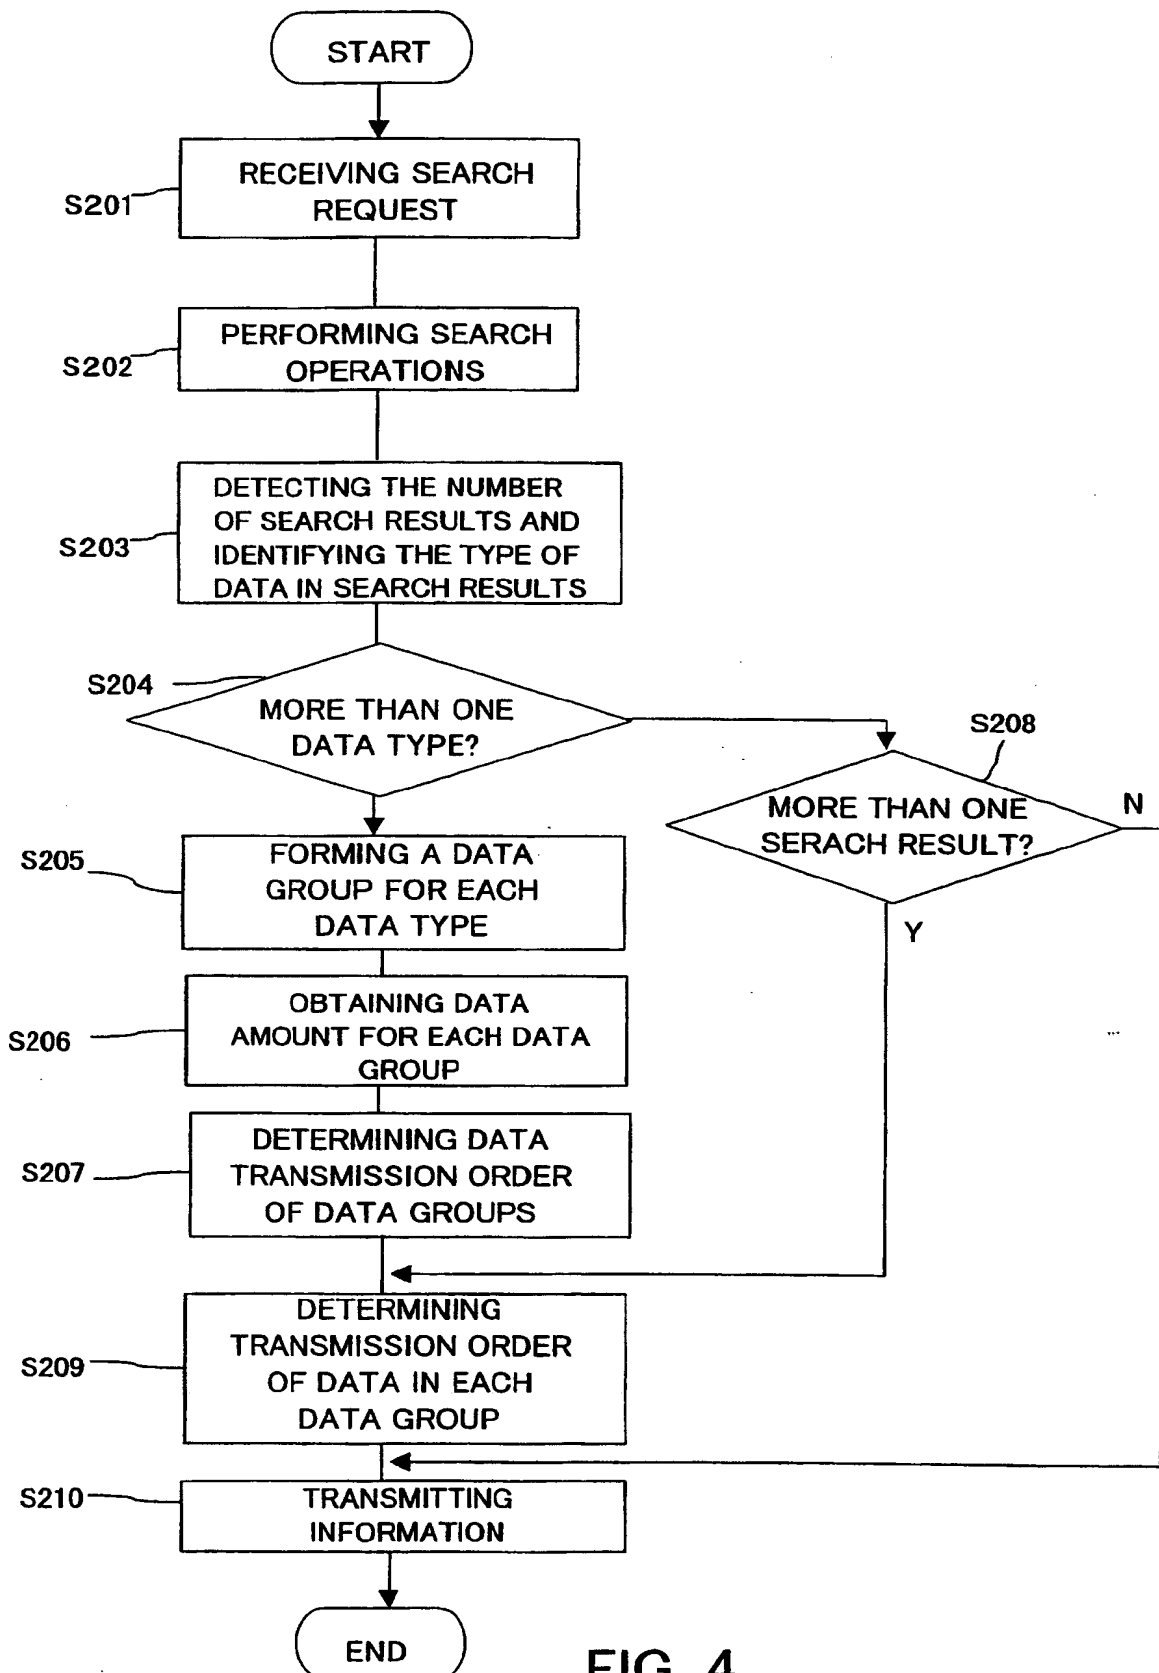 START
RECEIVING SEARCH
REQUEST
S201
PERFORMING SEARCH
OPERATIONS
S202
DETECTING THE NUMBER
OF SEARCH RESULTS AND
IDENTIFYING THE TYPE OF
DATA IN SEARCH RESULTS
S203
S204
MORE THAN ONE
DATA TYPE?
S208
MORE THAN ONE
SERACH RESULT?
N
Y
S205
FORMING A DATA
GROUP FOR EACH
DATA TYPE
OBTAINING DATA
AMOUNT FOR EACH DATA
GROUP
S206
DETERMINING DATA
TRANSMISSION ORDER
OF DATA GROUPS
S207
DETERMINING
TRANSMISSION ORDER
OF DATA IN EACH
DATA GROUP
S209
S210
TRANSMITTING
INFORMATION
END
FIG. 4